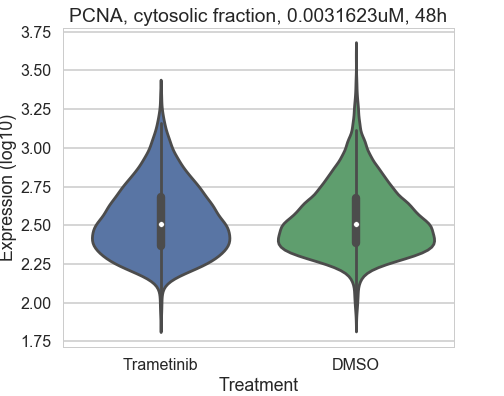 PCNA, cytosolic fraction, 0.0031623uM, 48h
Expression (log10)
3.75
3.50
3.25
3.00
2.75
2.50
2.25
2.00
1.75
Trametinib
DMSO
Treatment